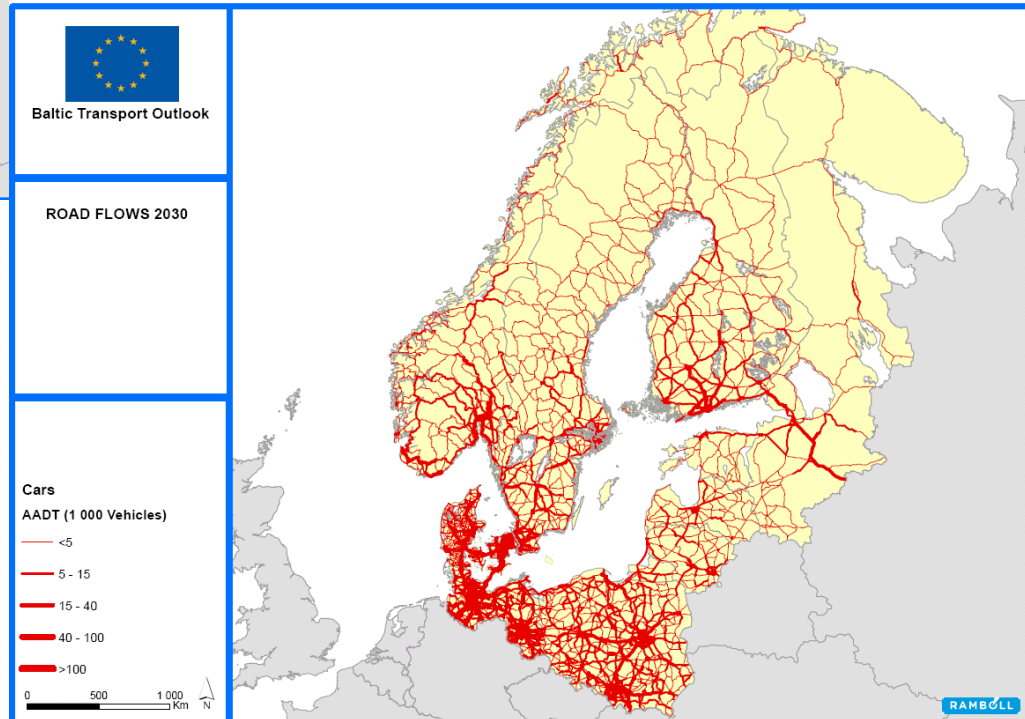 Baltic Transport Outlook
ROAD FLOWS 2030
Cars
AADT (1 000 Vehicles)
<5
5 - 15
15 - 40
40 - 100
>100
0 500 1 000
Km
N
RAMBOLL